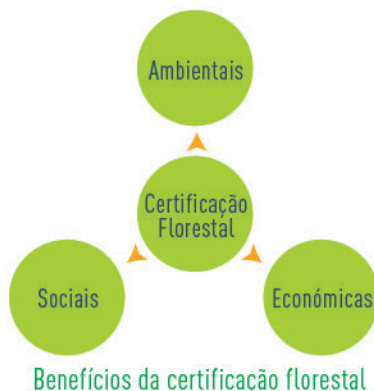 Ambientais
Certificação
Florestal
Sociais
Económicas
Benefícios da certificação florestal